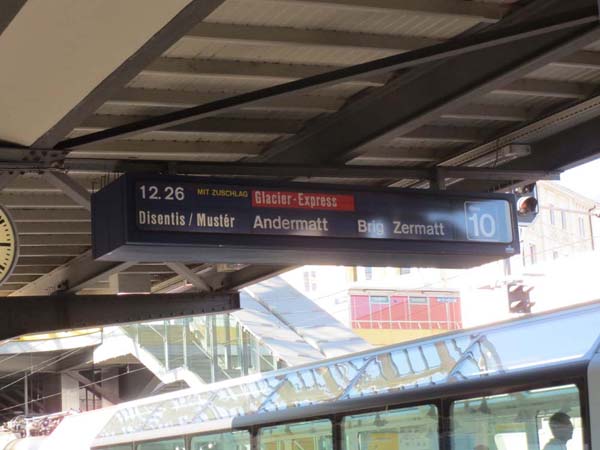 12.26 MIT ZUSCHLAG Glacier-Express
Disentis / Mustér Andermatt Brig Zermatt 10